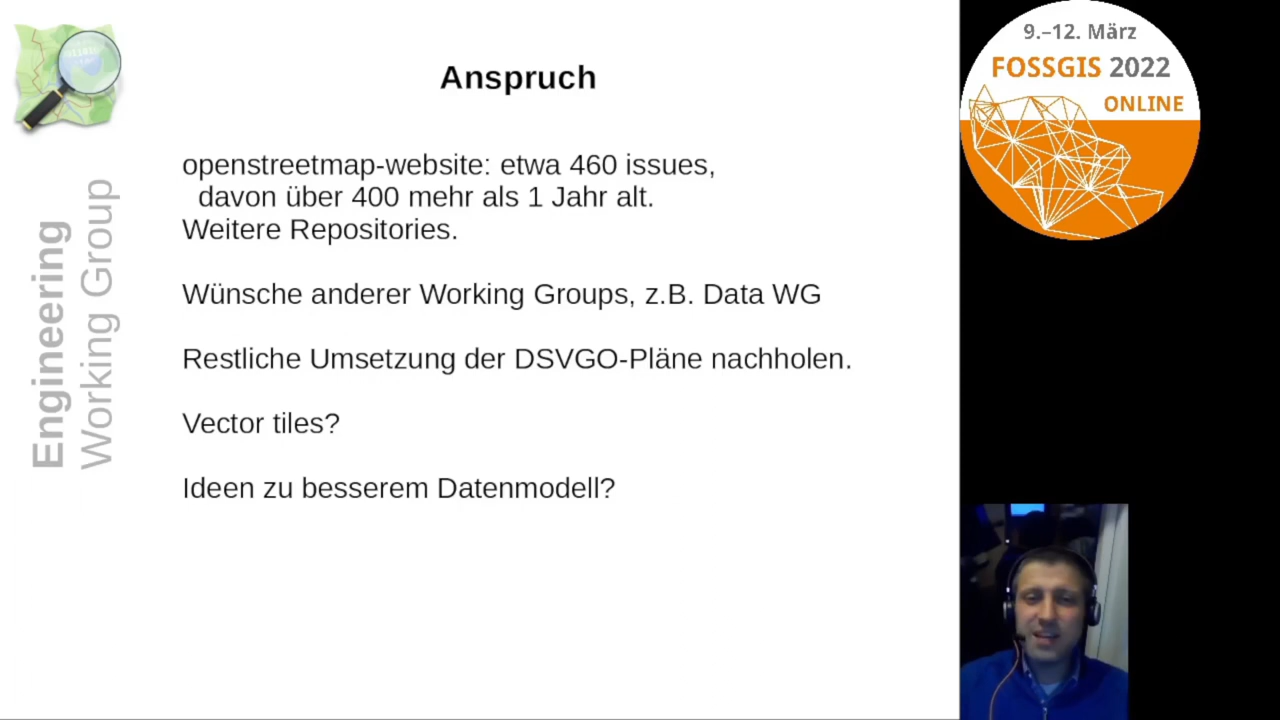 Anspruch
openstreetmap-website: etwa 460 issues,
davon über 400 mehr als 1 Jahr alt.
Weitere Repositories.
Wünsche anderer Working Groups, z.B. Data WG
Restliche Umsetzung der DSVGO-Pläne nachholen.
Vector tiles?
Ideen zu besserem Datenmodell?
Engineering
Working Group
9.–12. März
FOSSGIS 2022
ONLINE